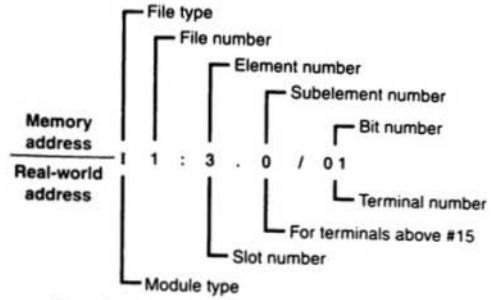 File type
File number
Element number
Subelement number
Memory address
Bit number
I 1 : 3 . 0 / 01
Real-world address
Terminal number
For terminals above #15
Slot number
Module type